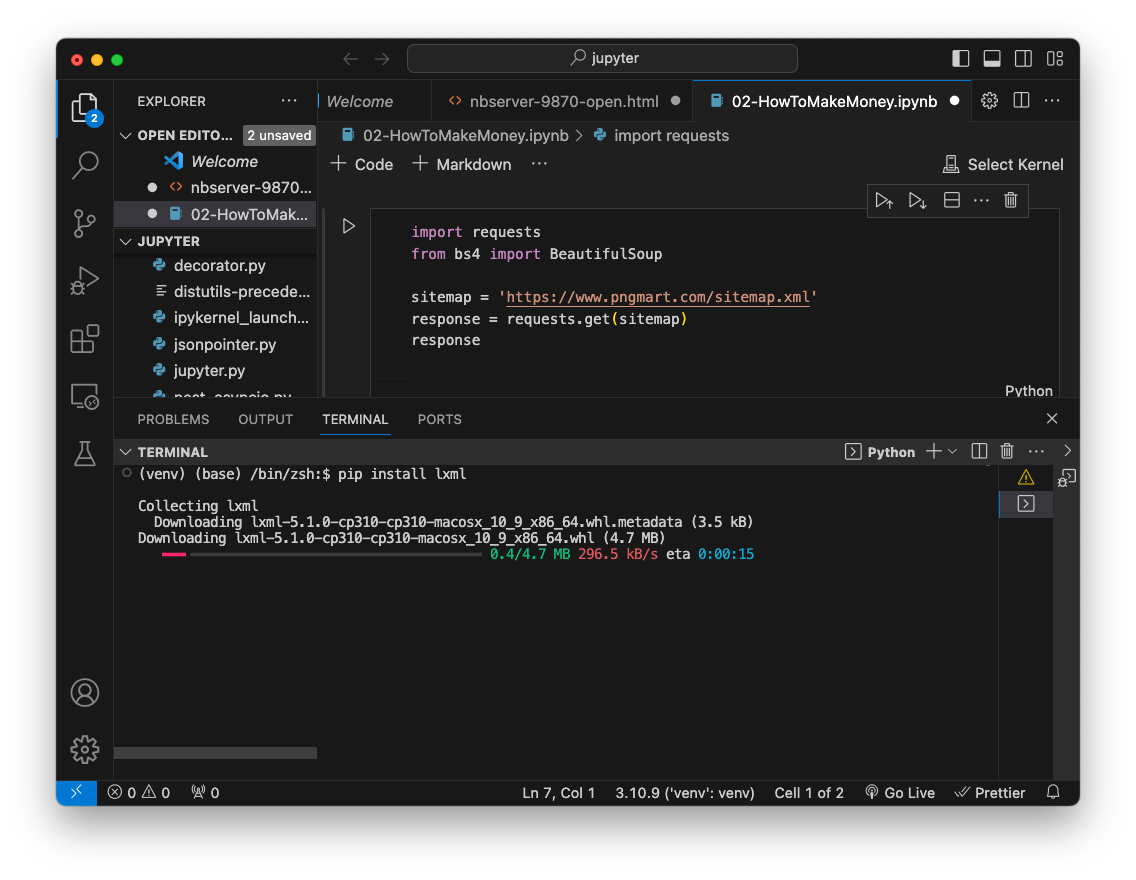 jupyter
2
EXPLORER
OPEN EDITO... 2 unsaved
Welcome
nbserver-9870...
02-HowToMak...
JUPYTER
decorator.py
distutils-precede...
ipykernel_launch...
jsonpointer.py
jupyter.py
Welcome nbserver-9870-open.html 02-HowToMakeMoney.ipynb
02-HowToMakeMoney.ipynb > import requests
+ Code + Markdown ... Select Kernel
import requests
from bs4 import BeautifulSoup
sitemap = 'https://www.pngmart.com/sitemap.xml'
response = requests.get(sitemap)
response
Python
PROBLEMS OUTPUT TERMINAL PORTS
TERMINAL Python
(venv) (base) /bin/zsh:$ pip install lxml
Collecting lxml
Downloading lxml-5.1.0-cp310-cp310-macosx_10_9_x86_64.whl.metadata (3.5 kB)
Downloading lxml-5.1.0-cp310-cp310-macosx_10_9_x86_64.whl (4.7 MB)
0.4/4.7 MB 296.5 kB/s eta 0:00:15
0 0 0 Ln 7, Col 1 3.10.9 ('venv': venv) Cell 1 of 2 Go Live Prettier